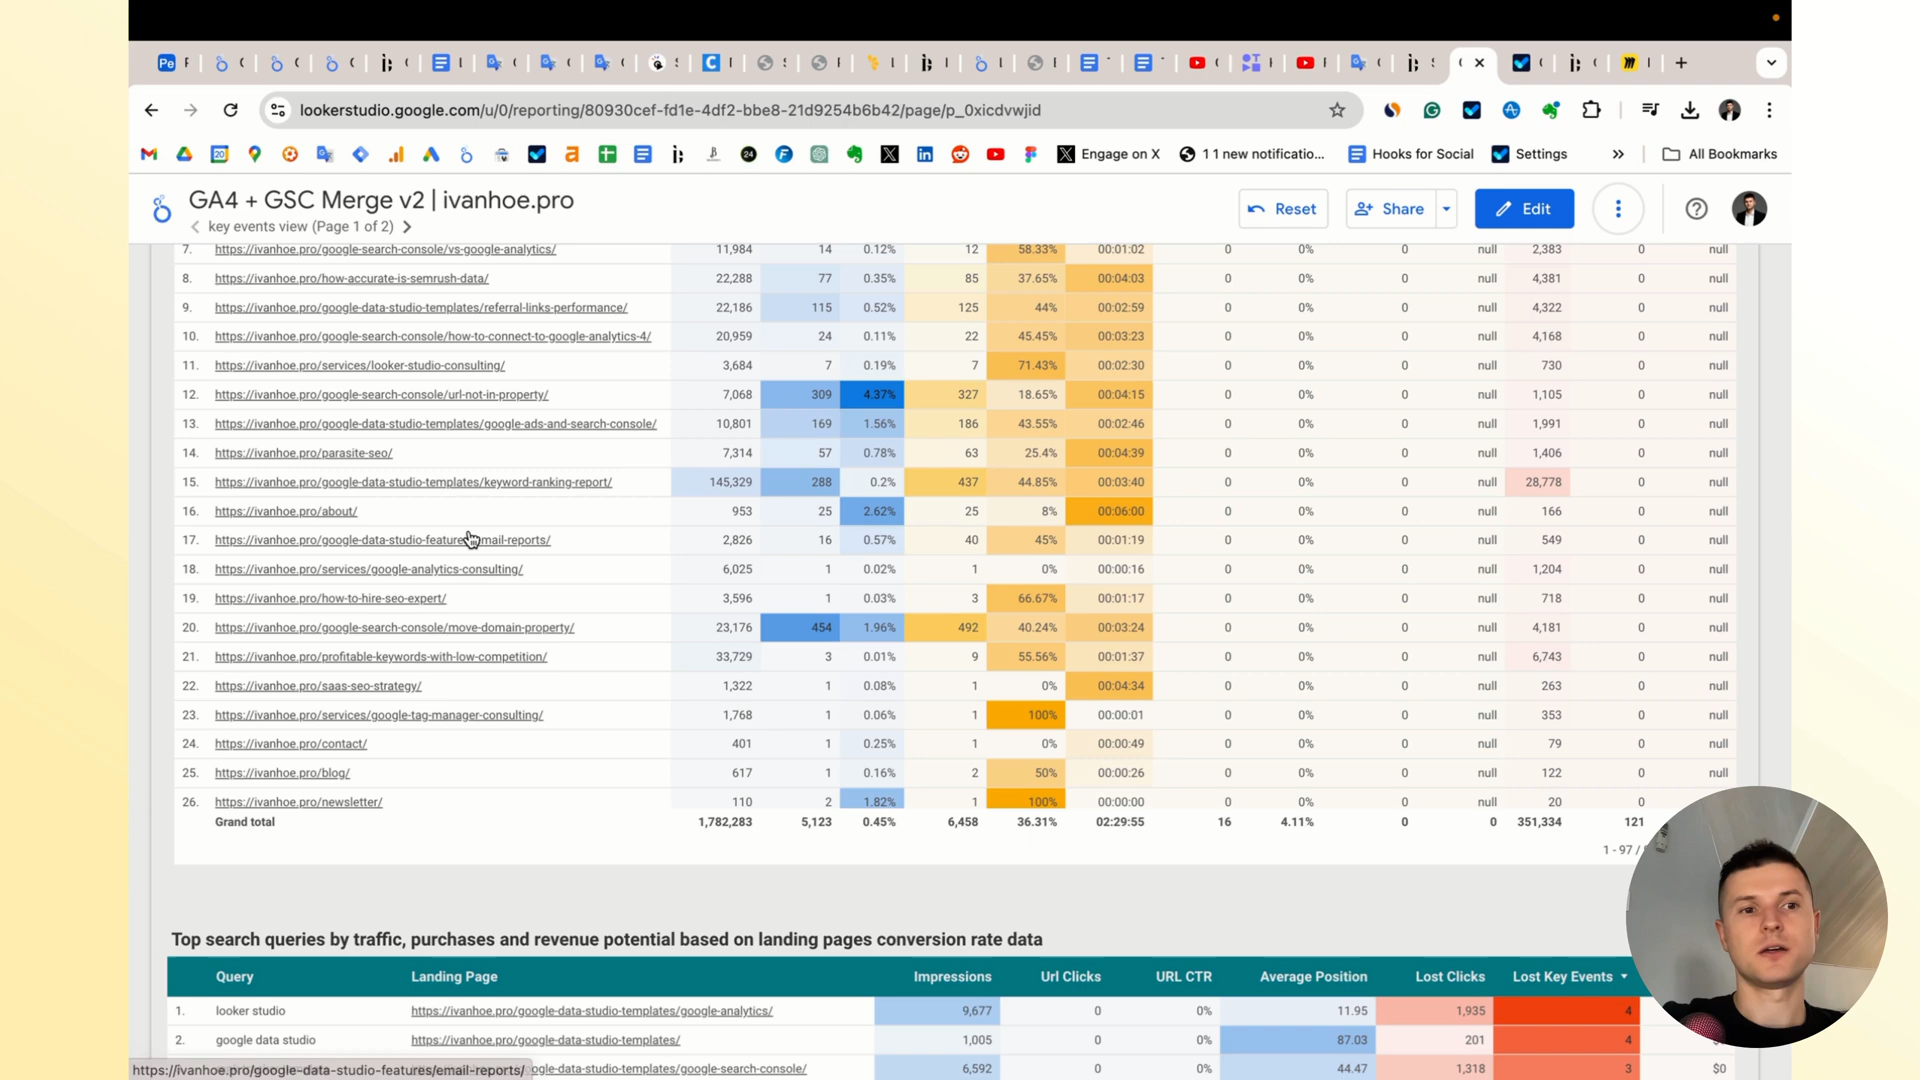 lookerstudio.google.com/u/0/reporting/80930cef-fd1e-4df2-bbe8-21d9254b6b42/page/p_0xicdvwjid
Engage on X 1 1 new notificatio... Hooks for Social Settings » All Bookmarks
GA4 + GSC Merge v2 | ivanhoe.pro
key events view (Page 1 of 2)
Reset Share Edit
7. https://ivanhoe.pro/google-search-console/vs-google-analytics/ 11,984 14 0.12% 12 58.33% 00:01:02 0 0% 0 null 2,383 0 null
8. https://ivanhoe.pro/how-accurate-is-semrush-data/ 22,288 77 0.35% 85 37.65% 00:04:03 0 0% 0 null 4,381 0 null
9. https://ivanhoe.pro/google-data-studio-templates/referral-links-performance/ 22,186 115 0.52% 125 44% 00:02:59 0 0% 0 null 4,322 0 null
10. https://ivanhoe.pro/google-search-console/how-to-connect-to-google-analytics-4/ 20,959 24 0.11% 22 45.45% 00:03:23 0 0% 0 null 4,168 0 null
11. https://ivanhoe.pro/services/looker-studio-consulting/ 3,684 7 0.19% 7 71.43% 00:02:30 0 0% 0 null 730 0 null
12. https://ivanhoe.pro/google-search-console/url-not-in-property/ 7,068 309 4.37% 327 18.65% 00:04:15 0 0% 0 null 1,105 0 null
13. https://ivanhoe.pro/google-data-studio-templates/google-ads-and-search-console/ 10,801 169 1.56% 186 43.55% 00:02:46 0 0% 0 null 1,991 0 null
14. https://ivanhoe.pro/parasite-seo/ 7,314 57 0.78% 63 25.4% 00:04:39 0 0% 0 null 1,406 0 null
15. https://ivanhoe.pro/google-data-studio-templates/keyword-ranking-report/ 145,329 288 0.2% 437 44.85% 00:03:40 0 0% 0 null 28,778 0 null
16. https://ivanhoe.pro/about/ 953 25 2.62% 25 8% 00:06:00 0 0% 0 null 166 0 null
17. https://ivanhoe.pro/google-data-studio-feature email-reports/ 2,826 16 0.57% 40 45% 00:01:19 0 0% 0 null 549 0 null
18. https://ivanhoe.pro/services/google-analytics-consulting/ 6,025 1 0.02% 1 0% 00:00:16 0 0% 0 null 1,204 0 null
19. https://ivanhoe.pro/how-to-hire-seo-expert/ 3,596 1 0.03% 3 66.67% 00:01:17 0 0% 0 null 718 0 null
20. https://ivanhoe.pro/google-search-console/move-domain-property/ 23,176 454 1.96% 492 40.24% 00:03:24 0 0% 0 null 4,181 0 null
21. https://ivanhoe.pro/profitable-keywords-with-low-competition/ 33,729 3 0.01% 9 55.56% 00:01:37 0 0% 0 null 6,743 0 null
22. https://ivanhoe.pro/saas-seo-strategy/ 1,322 1 0.08% 1 0% 00:04:34 0 0% 0 null 263 0 null
23. https://ivanhoe.pro/services/google-tag-manager-consulting/ 1,768 1 0.06% 1 100% 00:00:01 0 0% 0 null 353 0 null
24. https://ivanhoe.pro/contact/ 401 1 0.25% 1 0% 00:00:49 0 0% 0 null 79 0 null
25. https://ivanhoe.pro/blog/ 617 1 0.16% 2 50% 00:00:26 0 0% 0 null 122 0 null
26. https://ivanhoe.pro/newsletter/ 110 2 1.82% 1 100% 00:00:00 0 0% 0 null 20 0
Grand total 1,782,283 5,123 0.45% 6,458 36.31% 02:29:55 16 4.11% 0 0 351,334 121
1 - 97 /
Top search queries by traffic, purchases and revenue potential based on landing pages conversion rate data
Query Landing Page Impressions Url Clicks URL CTR Average Position Lost Clicks Lost Key Events
1. looker studio https://ivanhoe.pro/google-data-studio-templates/google-analytics/ 9,677 0 0% 11.95 1,935 4
2. google data studio https://ivanhoe.pro/google-data-studio-templates/ 1,005 0 0% 87.03 201 4
https://ivanhoe.pro/google-data-studio-features/email-reports/ ogle-data-studio-templates/google-search-console/ 6,592 0 0% 44.47 1,318 3 $0